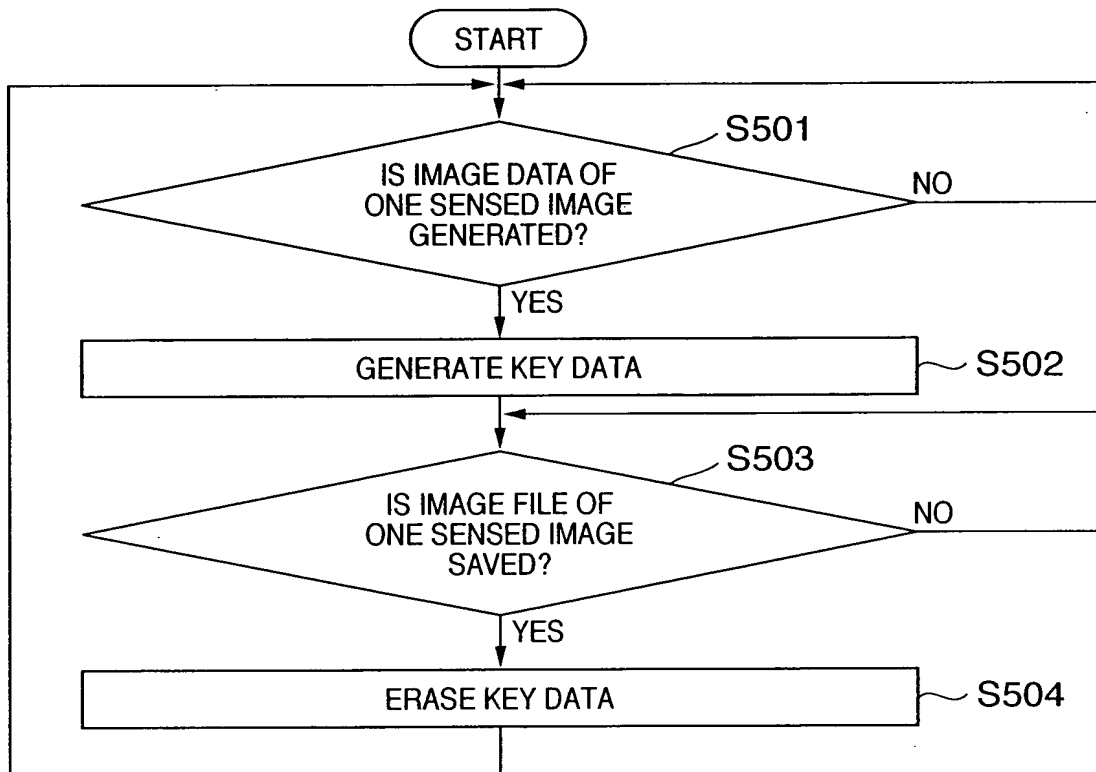 START
S501
IS IMAGE DATA OF
ONE SENSED IMAGE
GENERATED?
NO
YES
GENERATE KEY DATA
S502
S503
IS IMAGE FILE OF
ONE SENSED IMAGE
SAVED?
NO
YES
ERASE KEY DATA
S504